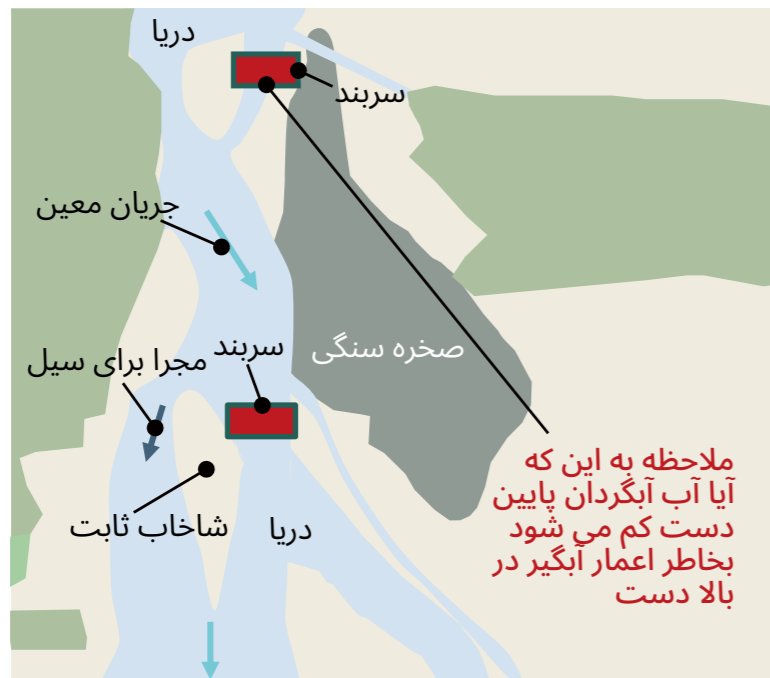 دریا
سربند
جریان معین
صخره سنگی
سربند
مجرا برای سیل
ملاحظه به این که
آیا آب آبگردان پایین
دست کم می شود
بخاطر اعمار آبگیر در
بالا دست
شاخاب ثابت
دریا